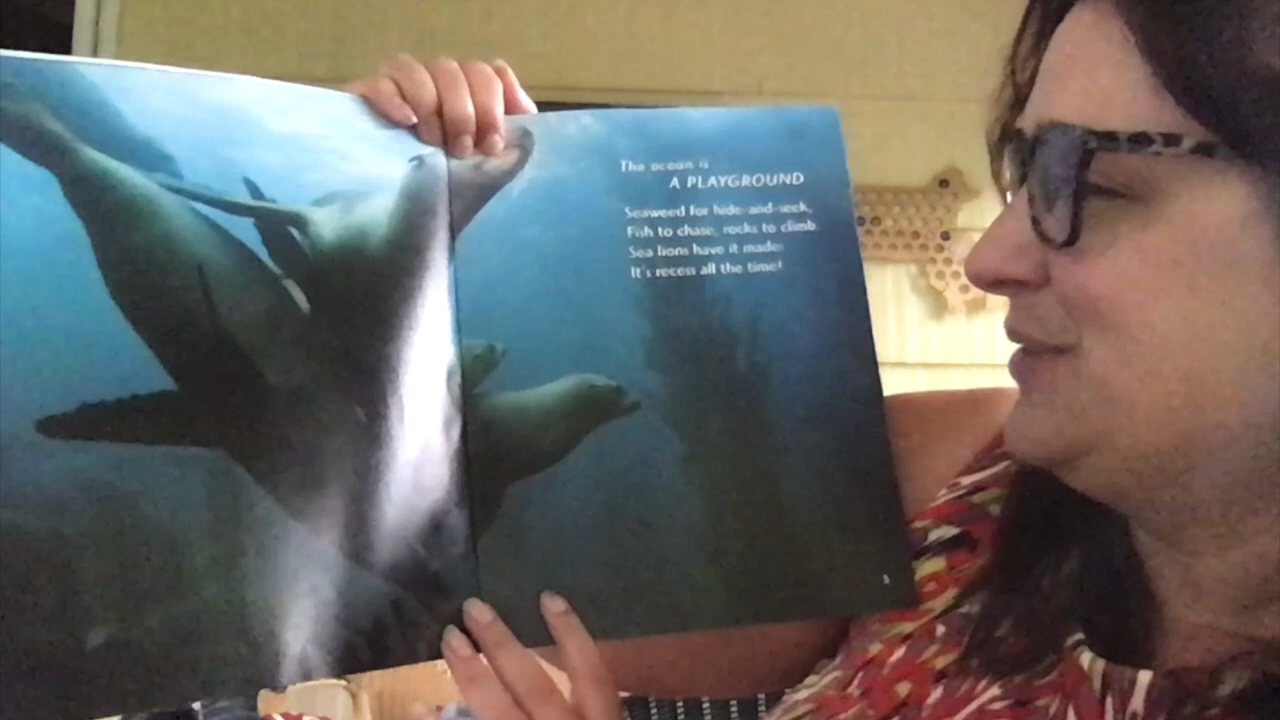 The ocean is
A PLAYGROUND
Seaweed for hide-and-seek,
Fish to chase, rocks to climb.
Sea lions have it made:
It's recess all the time!